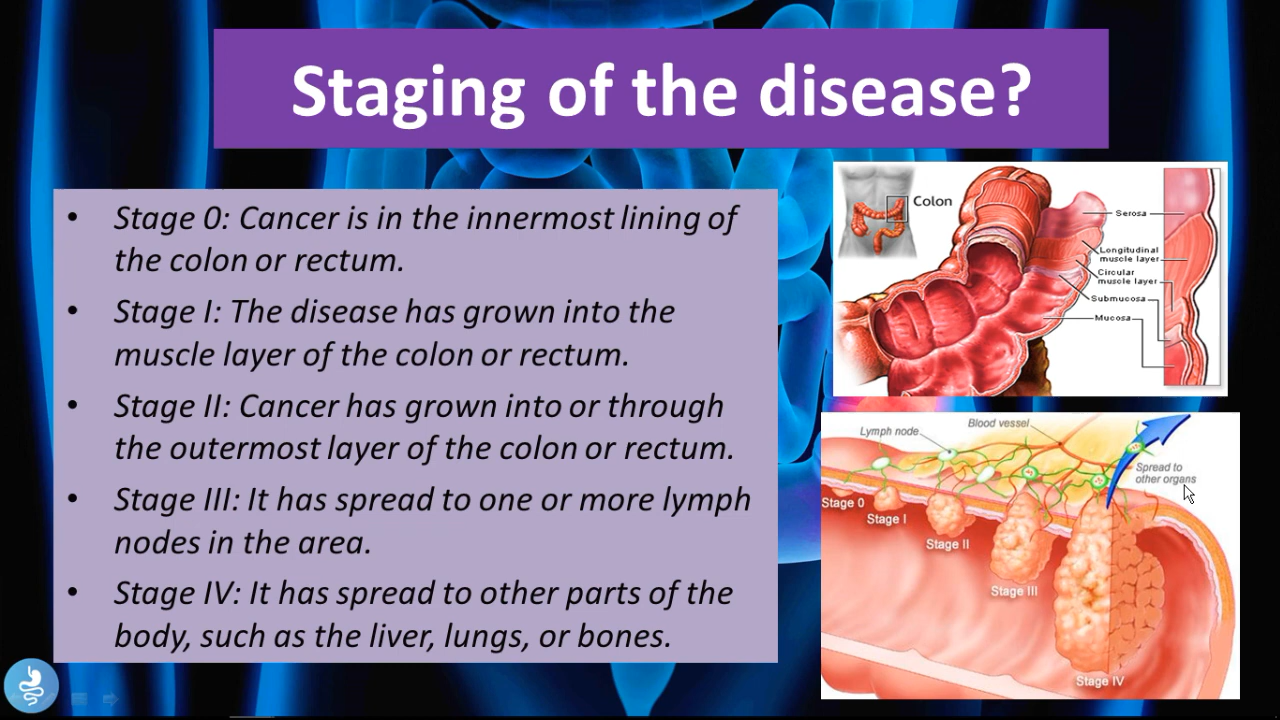 Staging of the disease?
• Stage 0: Cancer is in the innermost lining of
the colon or rectum.
• Stage I: The disease has grown into the
muscle layer of the colon or rectum.
• Stage II: Cancer has grown into or through
the outermost layer of the colon or rectum.
• Stage III: It has spread to one or more lymph
nodes in the area.
• Stage IV: It has spread to other parts of the
body, such as the liver, lungs, or bones.
Colon
Serosa
Longitudinal
muscle layer
Circular
muscle layer
Submucosa
Mucosa
Lymph node
Blood vessel
Spread to
other organs
Stage 0
Stage I
Stage II
Stage III
Stage IV